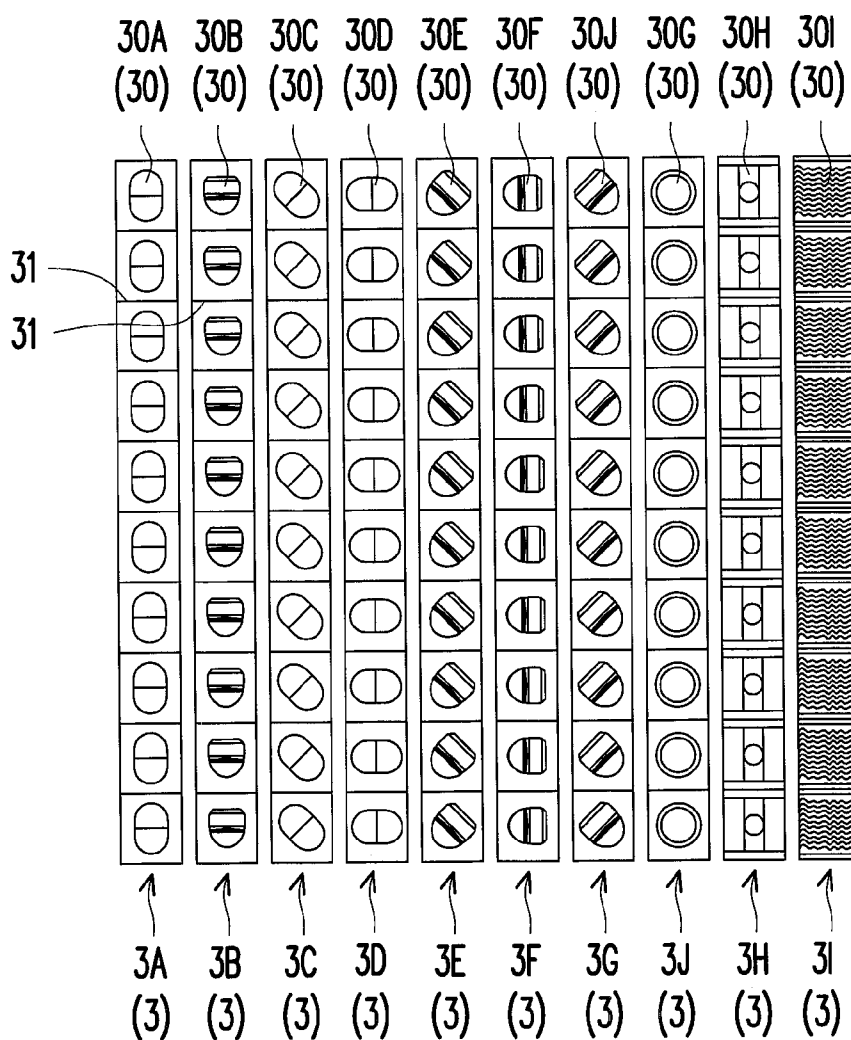 30A 30B 30C 30D 30E 30F 30J 30G 30H 30I
(30) (30) (30) (30) (30) (30) (30) (30) (30) (30)
31
31
3A 3B 3C 3D 3E 3F 3G 3J 3H 3I
(3) (3) (3) (3) (3) (3) (3) (3) (3) (3)